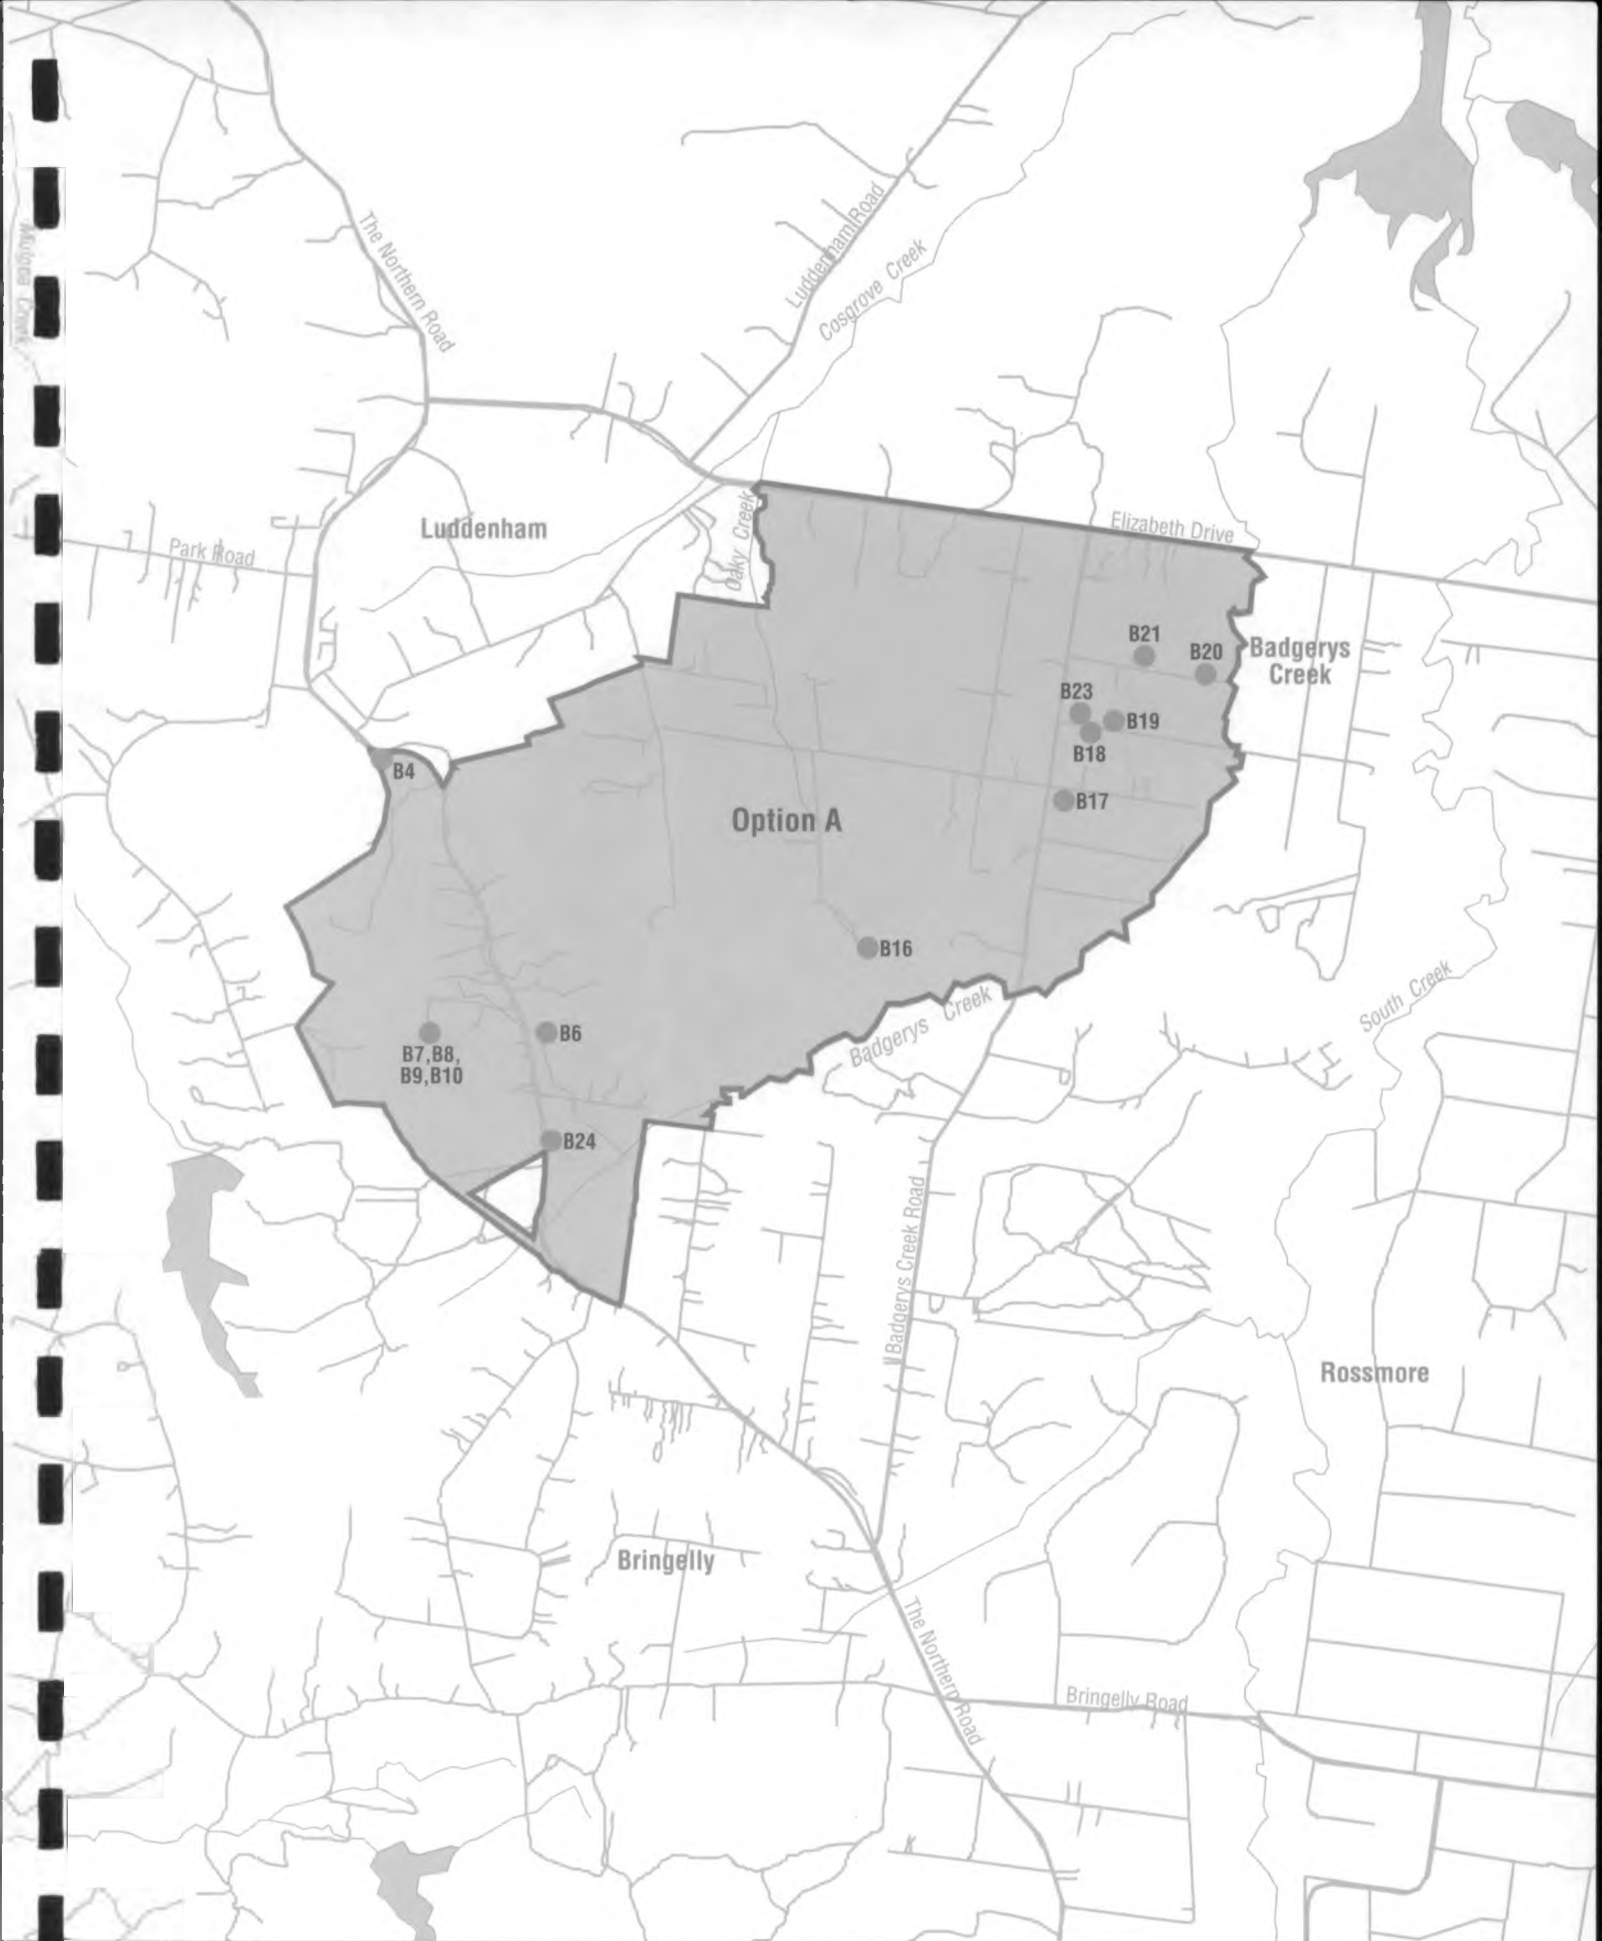 The Northern Road
Luddenham Road
Cosgrove Creek
Mulgoa Creek
Luddenham
Park Road
Oaky Creek
Elizabeth Drive
B21
B20
Badgerys
Creek
B23
B19
B18
B4
B17
Option A
B16
Badgerys Creek
South Creek
B7,B8,
B9,B10
B6
B24
Badgerys Creek Road
Rossmore
Bringelly
The Northern Road
Bringelly Road